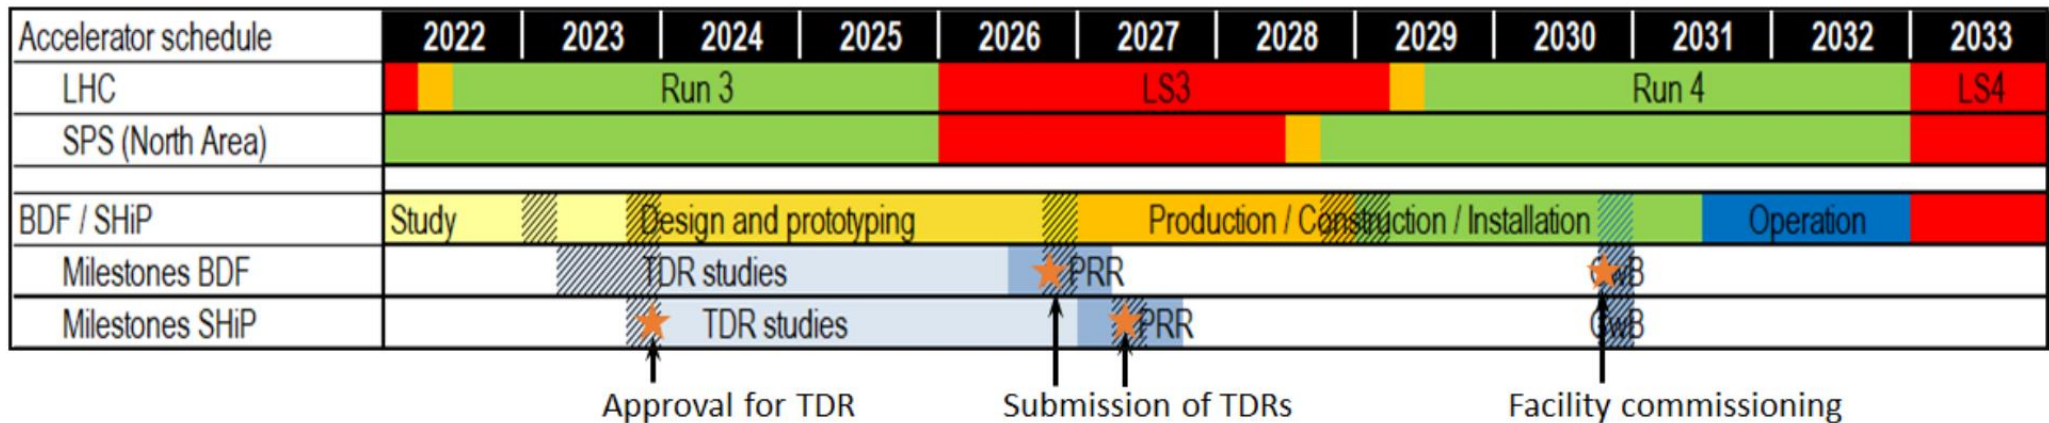 Accelerator schedule 2022 2023 2024 2025 2026 2027 2028 2029 2030 2031 2032 2033
LHC Run 3 LS3 Run 4 LS4
SPS (North Area)
BDF / SHiP Study Design and prototyping Production / Construction / Installation Operation
Milestones BDF TDR studies PRR CwB
Milestones SHiP TDR studies PRR CwB
Approval for TDR Submission of TDRs Facility commissioning